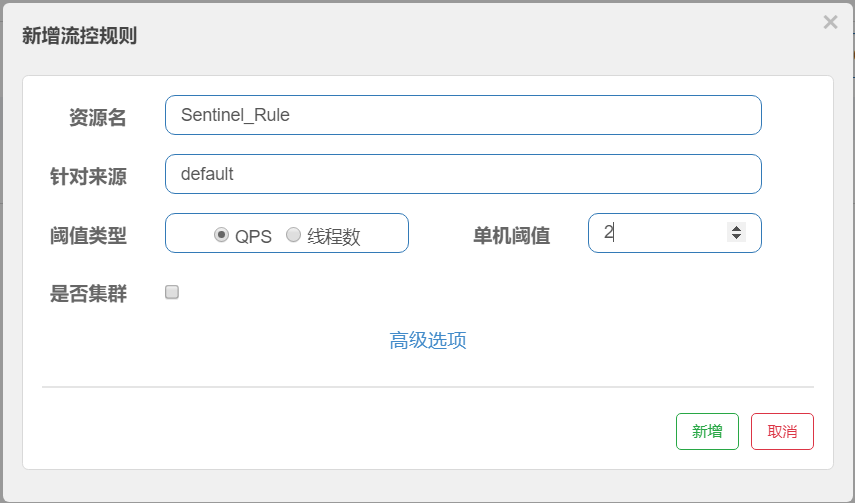 新增流控规则
×
资源名 Sentinel_Rule
针对来源 default
阈值类型 QPS 线程数 单机阈值 2
是否集群
高级选项
新增 取消